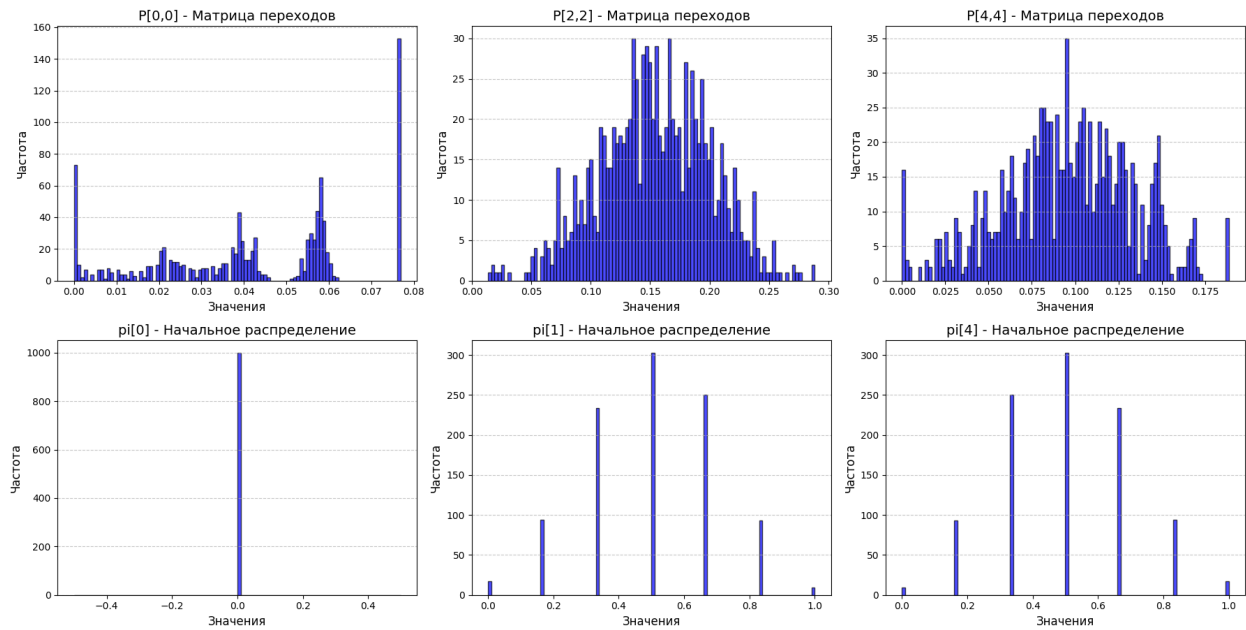 P[0,0] - Матрица переходов
P[2,2] - Матрица переходов
P[4,4] - Матрица переходов
Частота
160
140
120
100
80
60
40
20
0
0.00 0.01 0.02 0.03 0.04 0.05 0.06 0.07 0.08
Значения
Частота
30
25
20
15
10
5
0
0.00 0.05 0.10 0.15 0.20 0.25 0.30
Значения
Частота
35
30
25
20
15
10
5
0
0.000 0.025 0.050 0.075 0.100 0.125 0.150 0.175
Значения
pi[0] - Начальное распределение
pi[1] - Начальное распределение
pi[4] - Начальное распределение
Частота
1000
800
600
400
200
0
−0.4 −0.2 0.0 0.2 0.4
Значения
Частота
300
250
200
150
100
50
0
0.0 0.2 0.4 0.6 0.8 1.0
Значения
Частота
300
250
200
150
100
50
0
0.0 0.2 0.4 0.6 0.8 1.0
Значения